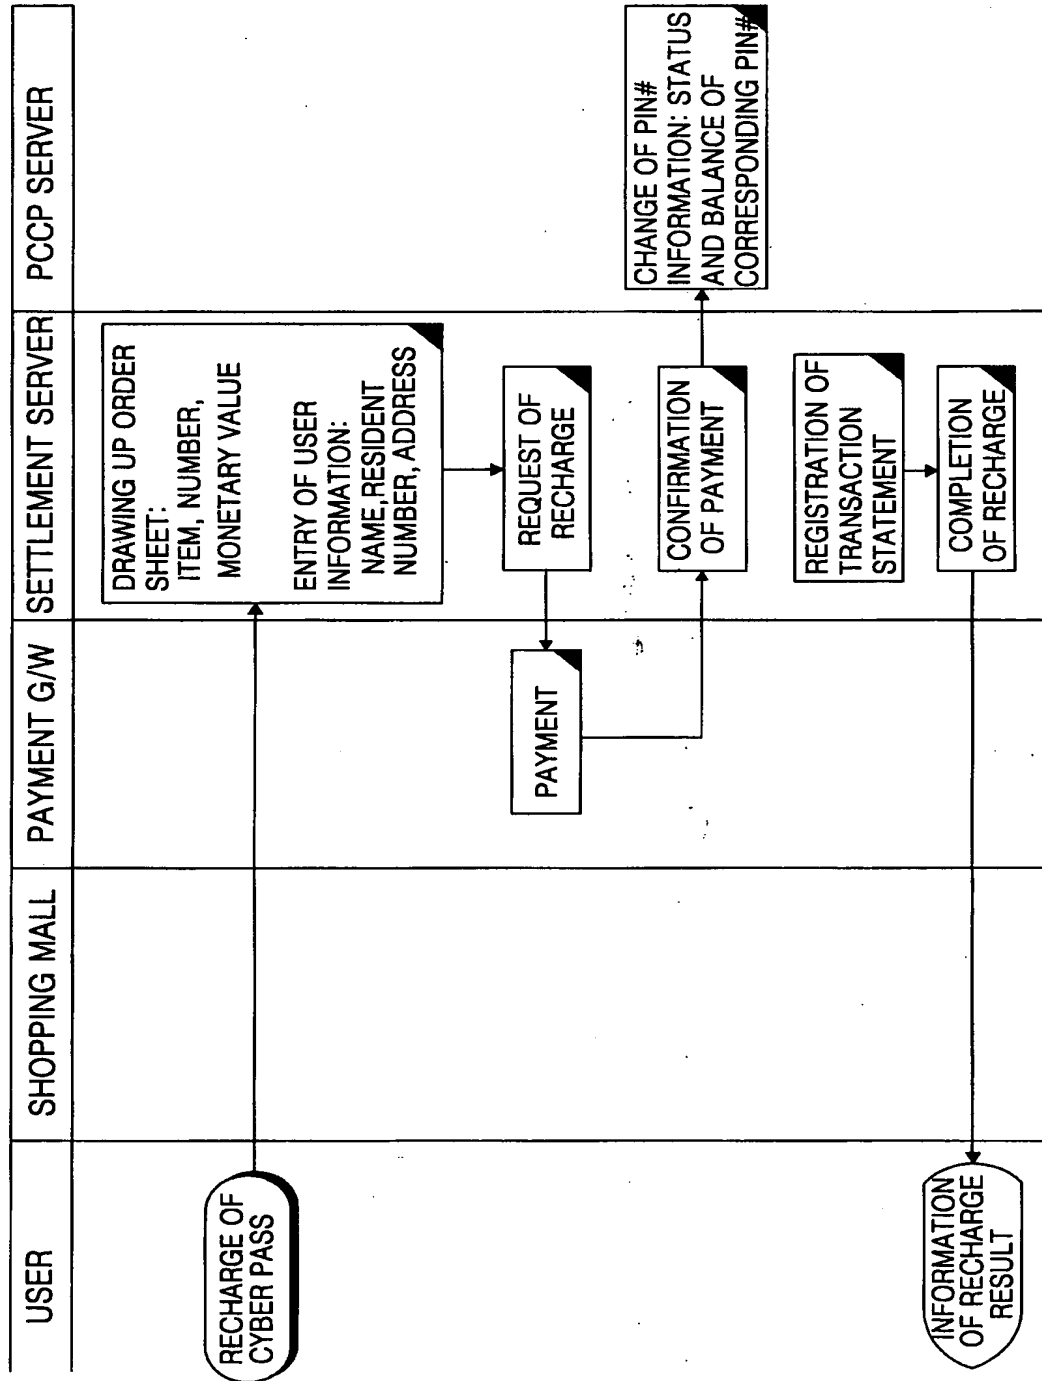 USER
SHOPPING MALL
PAYMENT G/W
SETTLEMENT SERVER
PCCP SERVER
RECHARGE OF
CYBER PASS
DRAWING UP ORDER
SHEET:
ITEM, NUMBER,
MONETARY VALUE
ENTRY OF USER
INFORMATION:
NAME,RESIDENT
NUMBER, ADDRESS
REQUEST OF
RECHARGE
PAYMENT
CONFIRMATION
OF PAYMENT
CHANGE OF PIN#
INFORMATION: STATUS
AND BALANCE OF
CORRESPONDING PIN#
REGISTRATION OF
TRANSACTION
STATEMENT
COMPLETION
OF RECHARGE
INFORMATION
OF RECHARGE
RESULT